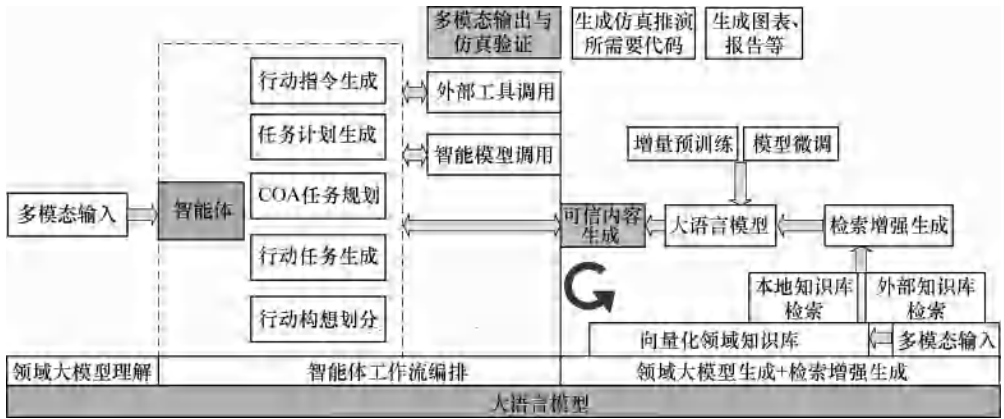 多模态输出与
仿真验证
生成仿真推演
所需要代码
生成图表、
报告等
行动指令生成
外部工具调用
任务计划生成
智能模型调用
增量预训练
模型微调
多模态输入
智能体
COA任务规划
可信内容
生成
大语言模型
检索增强生成
行动任务生成
行动构想划分
本地知识库
检索
外部知识库
检索
向量化领域知识库
多模态输入
领域大模型理解
智能体工作流编排
领域大模型生成+检索增强生成
大语言模型